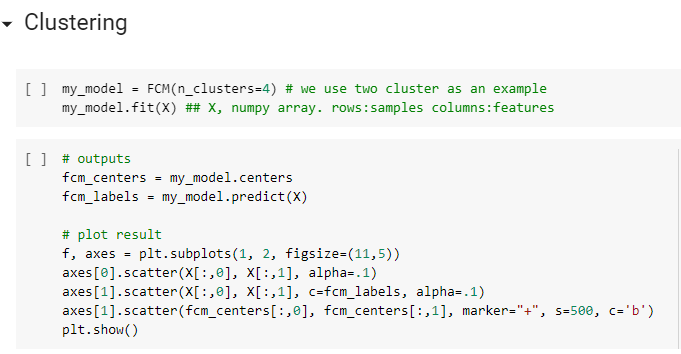 Clustering
[ ] my_model = FCM(n_clusters=4) # we use two cluster as an example
my_model.fit(X) ## X, numpy array. rows:samples columns:features
[ ] # outputs
fcm_centers = my_model.centers
fcm_labels = my_model.predict(X)
# plot result
f, axes = plt.subplots(1, 2, figsize=(11,5))
axes[0].scatter(X[:,0], X[:,1], alpha=.1)
axes[1].scatter(X[:,0], X[:,1], c=fcm_labels, alpha=.1)
axes[1].scatter(fcm_centers[:,0], fcm_centers[:,1], marker="+", s=500, c='b')
plt.show()